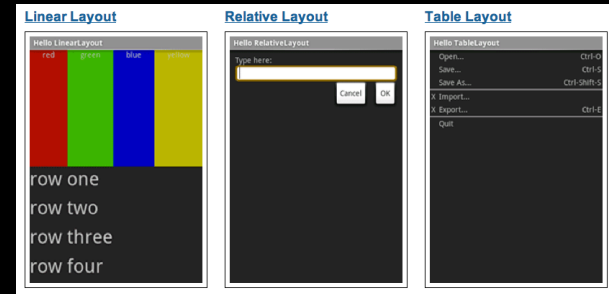 Linear Layout
Hello LinearLayout
red green blue yellow
row one
row two
row three
row four
Relative Layout
Hello RelativeLayout
Type here:
Cancel OK
Table Layout
Hello TableLayout
Open... Ctrl-O
Save... Ctrl-S
Save As... Ctrl-Shift-S
X Import...
X Export... Ctrl-E
Quit